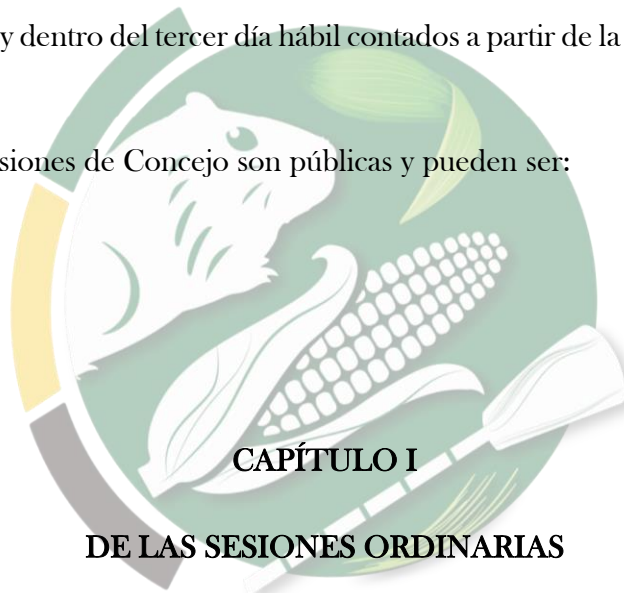 y dentro del tercer día hábil contados a partir de la
siones de Concejo son públicas y pueden ser:
CAPÍTULO I
DE LAS SESIONES ORDINARIAS